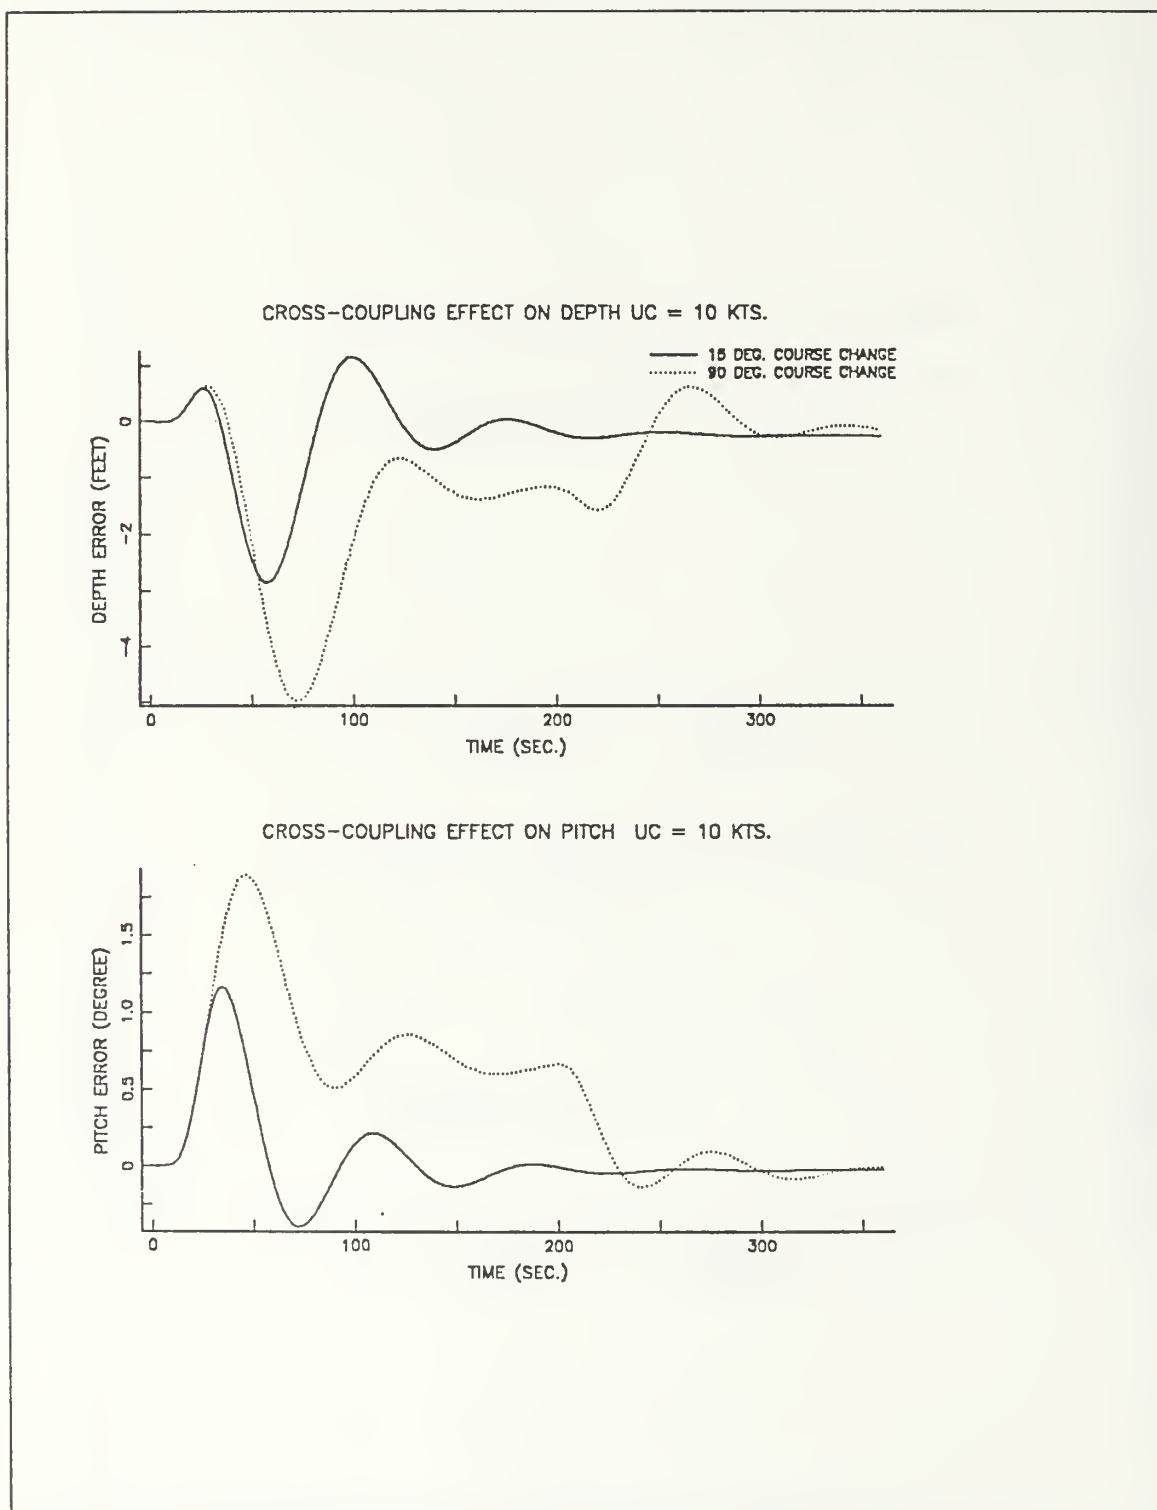 CROSS-COUPLING EFFECT ON DEPTH UC = 10 KTS.
15 DEG. COURSE CHANGE
90 DEG. COURSE CHANGE
0
-2
-4
DEPTH ERROR (FEET)
0 100 200 300
TIME (SEC.)
CROSS-COUPLING EFFECT ON PITCH UC = 10 KTS.
1.5
1.0
0.5
0
PITCH ERROR (DEGREE)
0 100 200 300
TIME (SEC.)